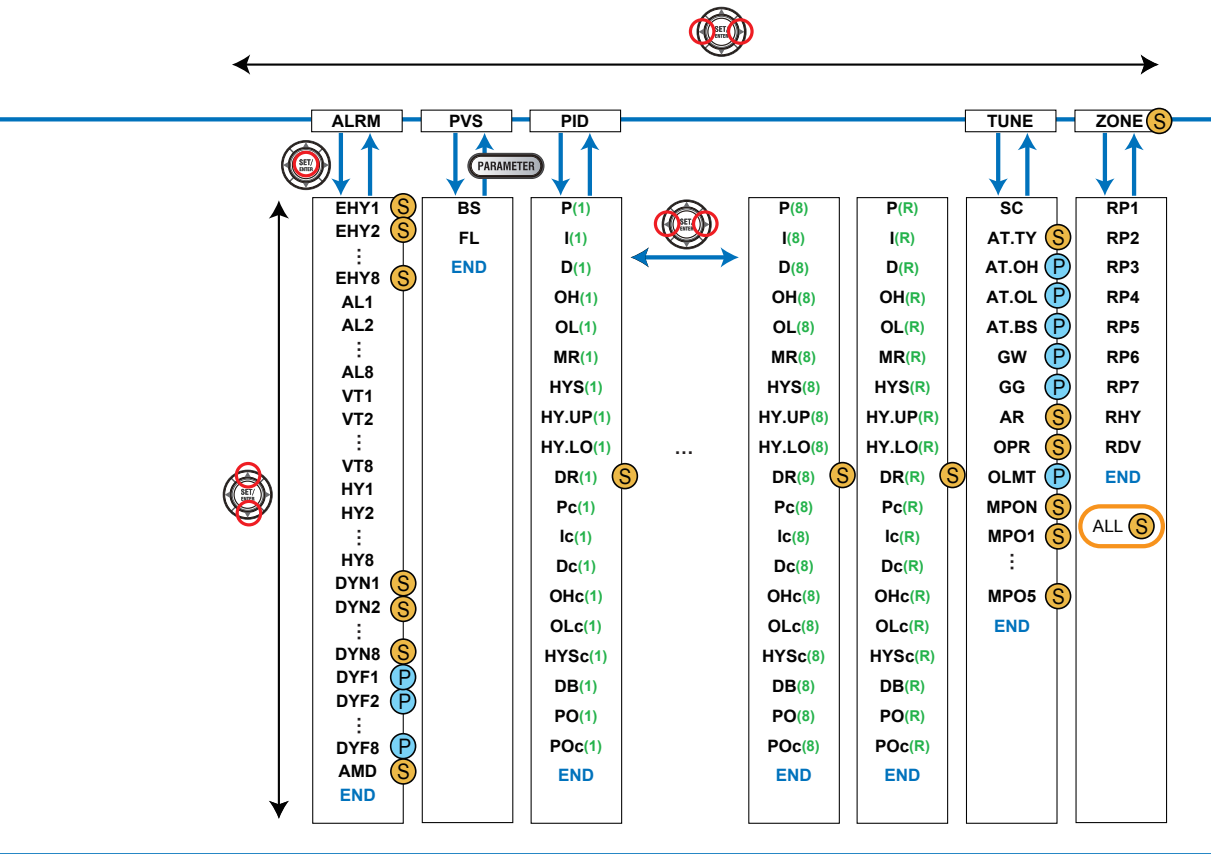 SET/
ENTER
ALRM
PVS
PID
TUNE
ZONE S
SET/
ENTER
PARAMETER
EHY1 S
EHY2 S
⋮
EHY8 S
AL1
AL2
⋮
AL8
VT1
VT2
⋮
VT8
HY1
HY2
⋮
HY8
DYN1 S
DYN2 S
⋮
DYN8 S
DYF1 P
DYF2 P
⋮
DYF8 P
AMD S
END
SET/
ENTER
BS
FL
END
P(1)
I(1)
D(1)
OH(1)
OL(1)
MR(1)
HYS(1)
HY.UP(1)
HY.LO(1)
DR(1) S
Pc(1)
Ic(1)
Dc(1)
OHc(1)
OLc(1)
HYSc(1)
DB(1)
PO(1)
POc(1)
END
SET/
ENTER
...
P(8)
I(8)
D(8)
OH(8)
OL(8)
MR(8)
HYS(8)
HY.UP(8)
HY.LO(8)
DR(8) S
Pc(8)
Ic(8)
Dc(8)
OHc(8)
OLc(8)
HYSc(8)
DB(8)
PO(8)
POc(8)
END
P(R)
I(R)
D(R)
OH(R)
OL(R)
MR(R)
HYS(R)
HY.UP(R)
HY.LO(R)
DR(R) S
Pc(R)
Ic(R)
Dc(R)
OHc(R)
OLc(R)
HYSc(R)
DB(R)
PO(R)
POc(R)
END
SC
AT.TY S
AT.OH P
AT.OL P
AT.BS P
GW P
GG P
AR S
OPR S
OLMT P
MPON S
MPO1 S
⋮
MPO5 S
END
RP1
RP2
RP3
RP4
RP5
RP6
RP7
RHY
RDV
END
ALL S